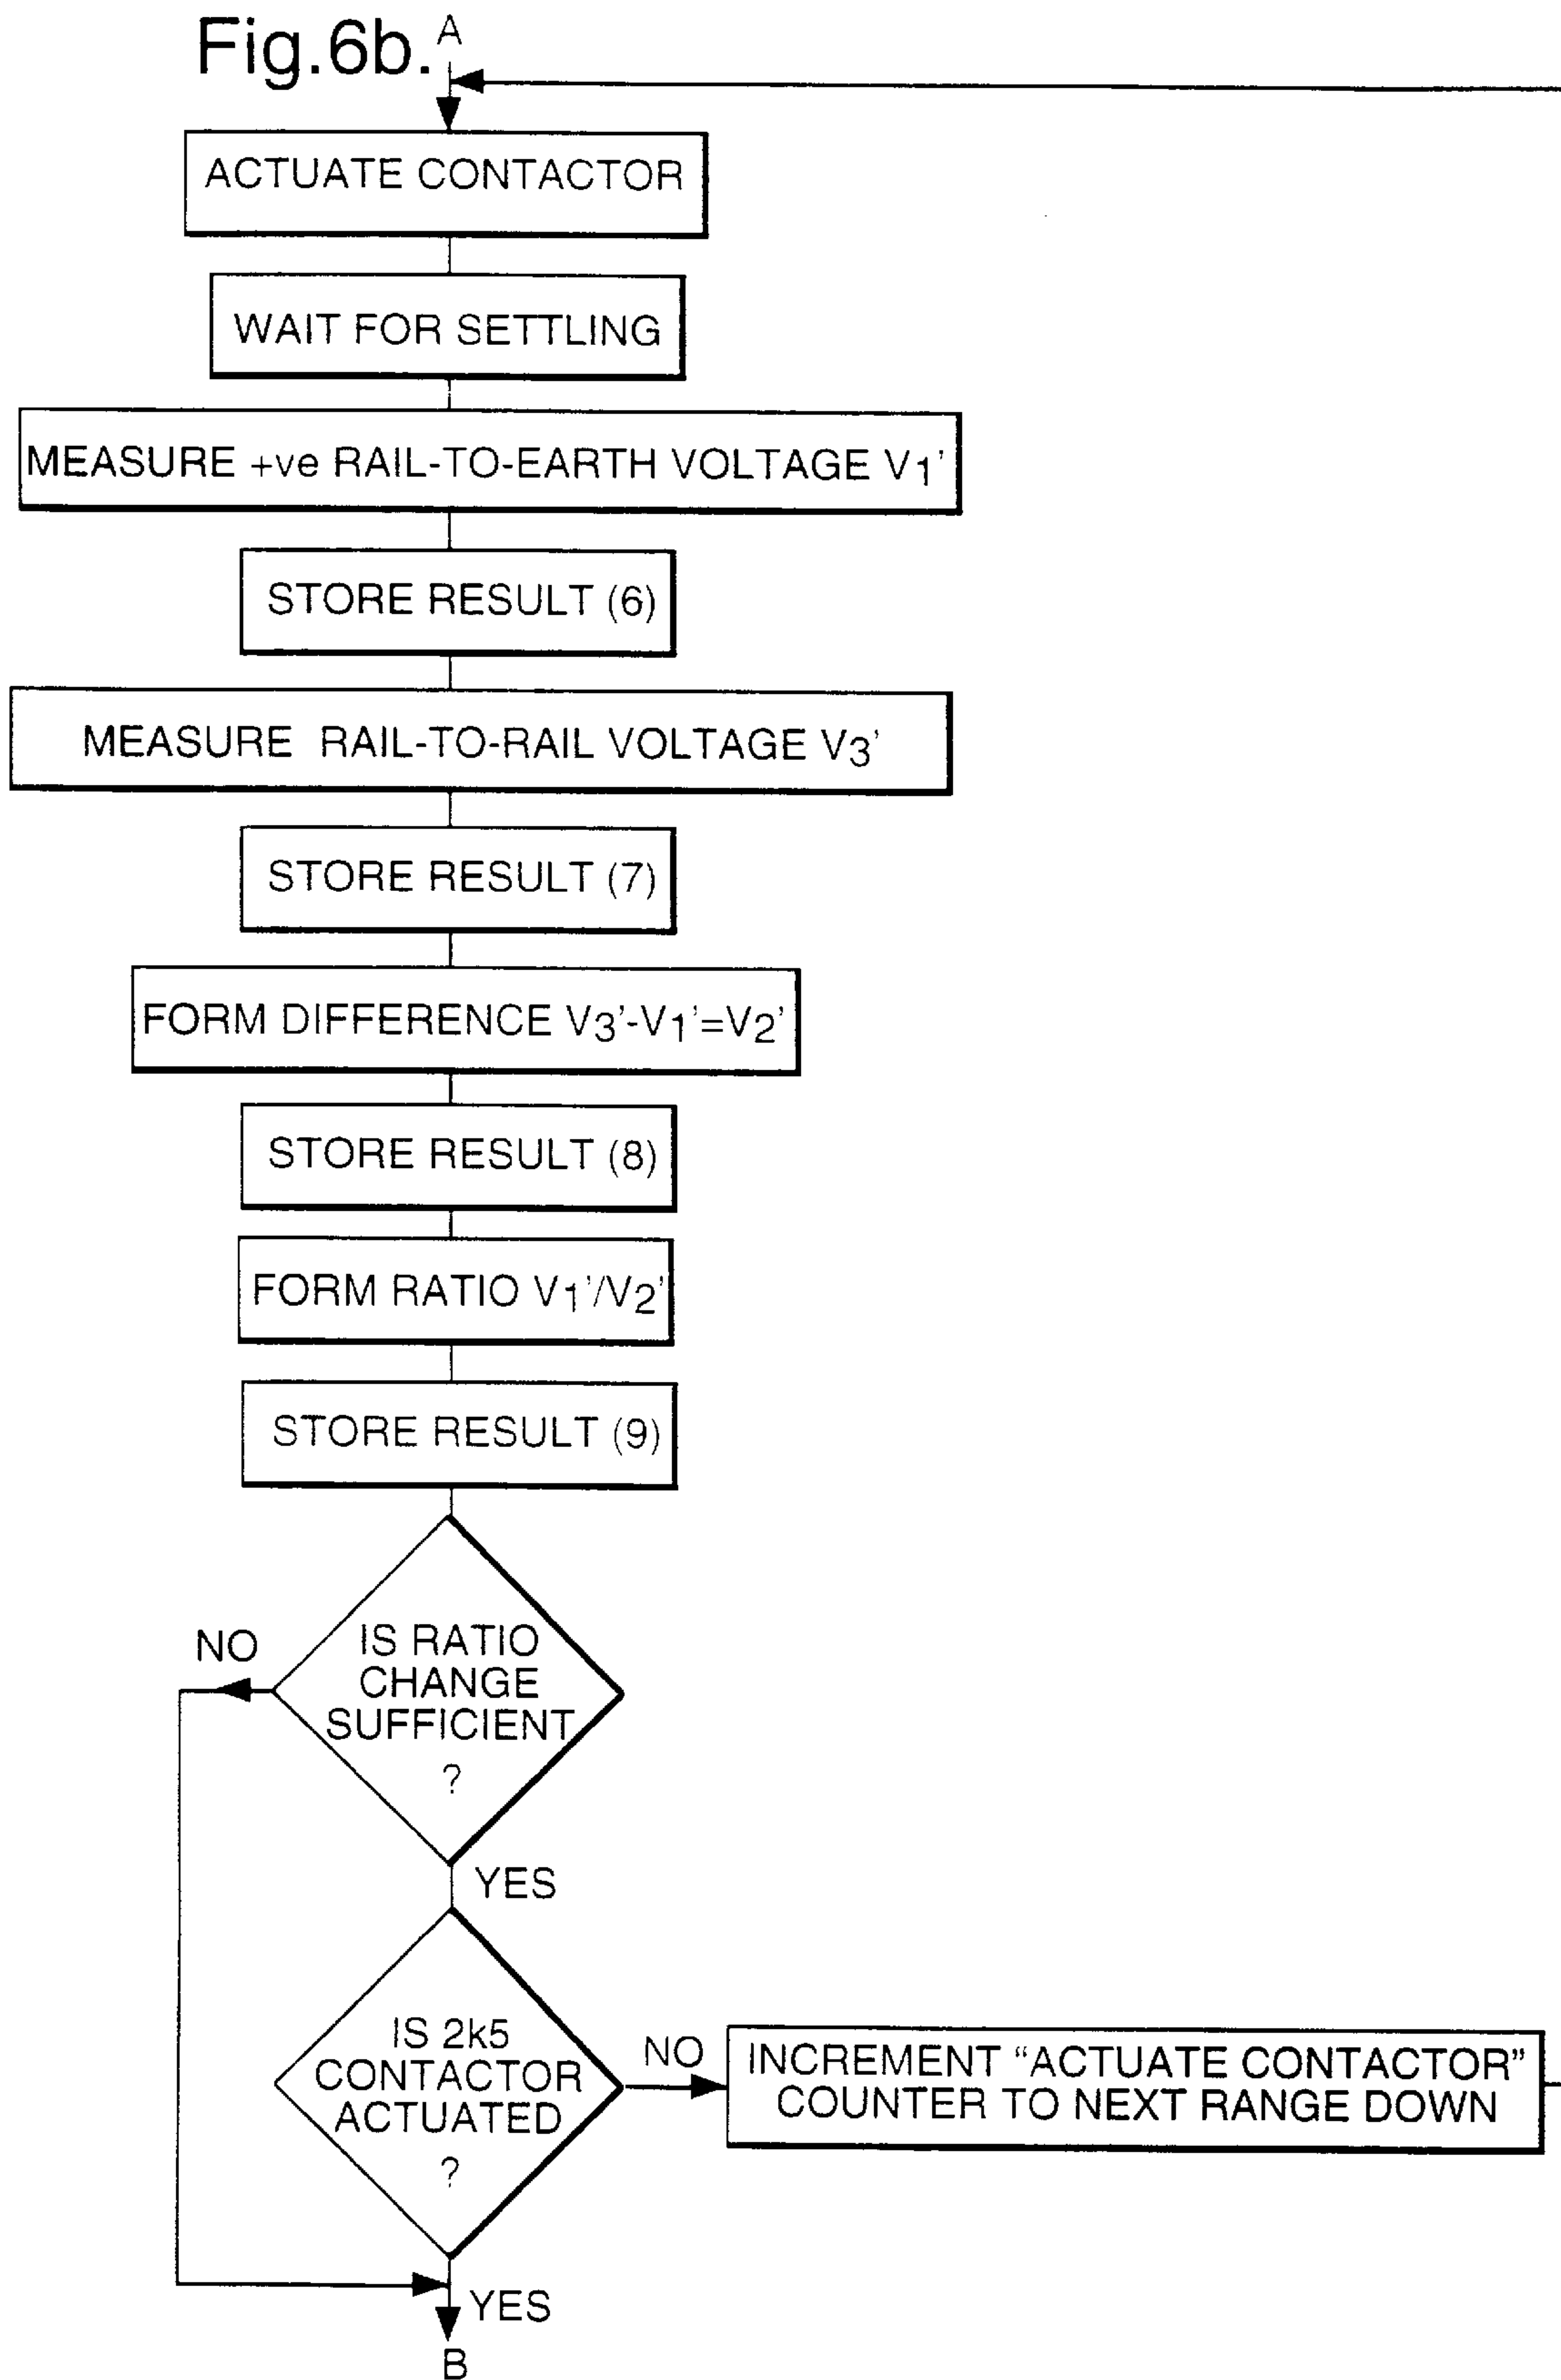 Fig.6b.
A
ACTUATE CONTACTOR
WAIT FOR SETTLING
MEASURE +ve RAIL-TO-EARTH VOLTAGE V1'
STORE RESULT (6)
MEASURE RAIL-TO-RAIL VOLTAGE V3'
STORE RESULT (7)
FORM DIFFERENCE V3'-V1'=V2'
STORE RESULT (8)
FORM RATIO V1'/V2'
STORE RESULT (9)
IS RATIO
CHANGE
SUFFICIENT
?
NO
YES
IS 2k5
CONTACTOR
ACTUATED
?
NO
INCREMENT “ACTUATE CONTACTOR”
COUNTER TO NEXT RANGE DOWN
YES
B